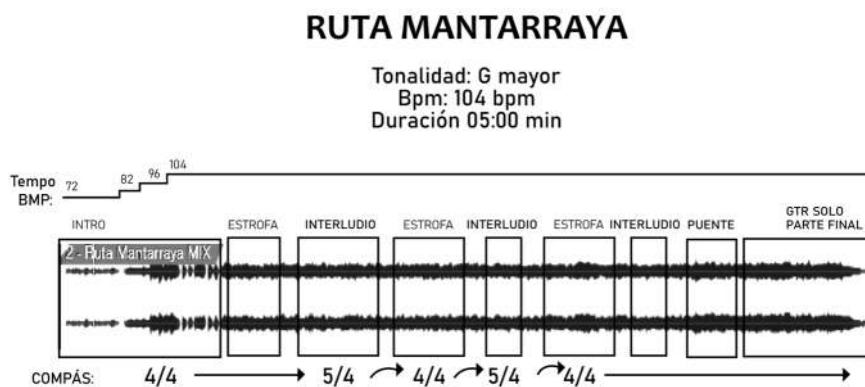 RUTA MANTARRAYA
Tonalidad: G mayor
Bpm: 104 bpm
Duración 05:00 min
Tempo BMP: 72 82 96 104
INTRO ESTROFA INTERLUDIO ESTROFA INTERLUDIO ESTROFA INTERLUDIO PUENTE GTR SOLO PARTE FINAL
2 - Ruta Mantarraya MIX
COMPÁS: 4/4 5/4 4/4 5/4 4/4